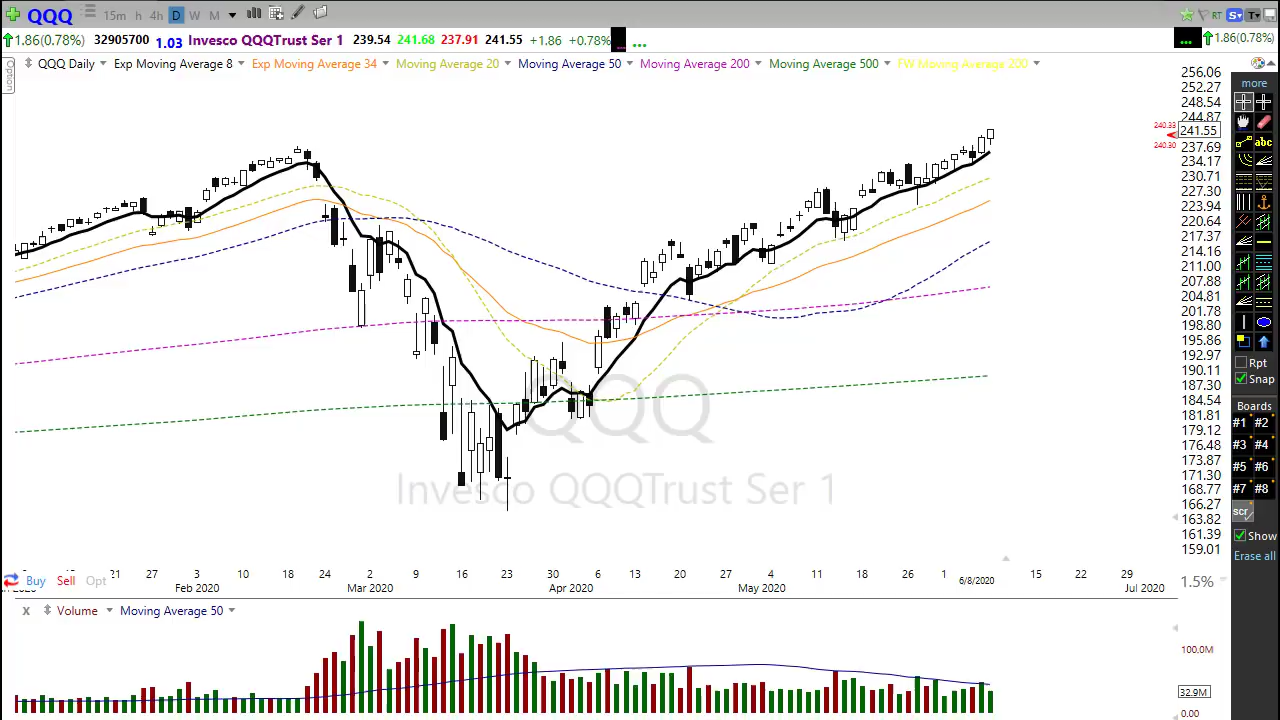 QQQ 15m h 4h D W M RT S T
1.86(0.78%) 32905700 1.03 Invesco QQQTrust Ser 1 239.54 241.68 237.91 241.55 +1.86 +0.78% ... ... 1.86(0.78%)
Option
QQQ Daily Exp Moving Average 8 Exp Moving Average 34 Moving Average 20 Moving Average 50 Moving Average 200 Moving Average 500 FW Moving Average 200
256.06
252.27
248.54
244.87
240.33
241.55
240.30
237.69
234.17
230.71
227.30
223.94
220.64
217.37
214.16
211.00
207.88
204.81
201.78
198.80
195.86
192.97
190.11
187.30
184.54
181.81
179.12
176.48
173.87
171.30
168.77
166.27
163.82
161.39
159.01
QQQ
Invesco QQQTrust Ser 1
more
abc
Rpt
Snap
Boards
#1 #2
#3 #4
#5 #6
#7 #8
scr
Show
Erase all
Buy Sell Opt
21 27 3 10 18 24 2 9 16 23 30 6 13 20 27 4 11 18 26 1 6/8/2020 15 22 29
Feb 2020 Mar 2020 Apr 2020 May 2020 Jul 2020
1.5%
x Volume Moving Average 50
100.0M
32.9M
0.00